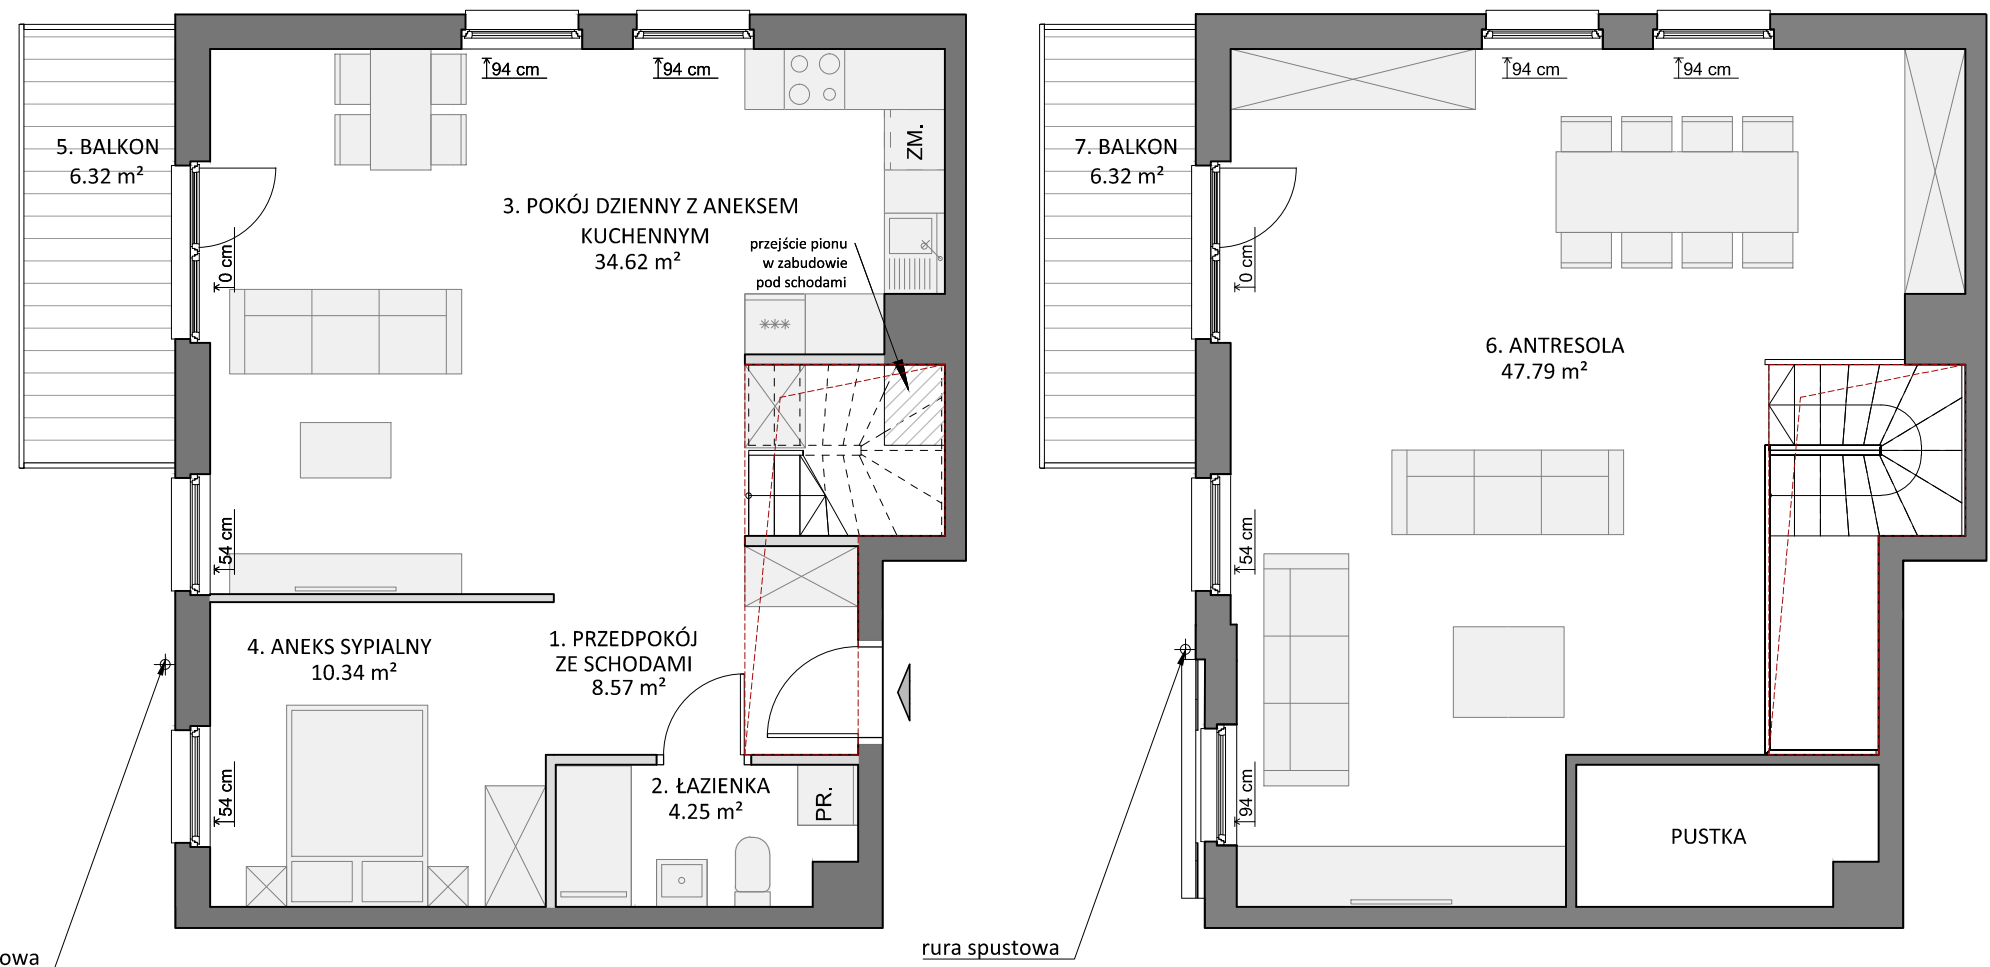 94 cm
94 cm
5. BALKON
6.32 m²
ZM.
3. POKÓJ DZIENNY Z ANEKSEM
KUCHENNYM
34.62 m²
przejście pionu
w zabudowie
pod schodami
0 cm
***
54 cm
4. ANEKS SYPIALNY
10.34 m²
1. PRZEDPOKÓJ
ZE SCHODAMI
8.57 m²
54 cm
2. ŁAZIENKA
4.25 m²
PR.
owa
94 cm
94 cm
7. BALKON
6.32 m²
0 cm
6. ANTRESOLA
47.79 m²
54 cm
94 cm
PUSTKA
rura spustowa